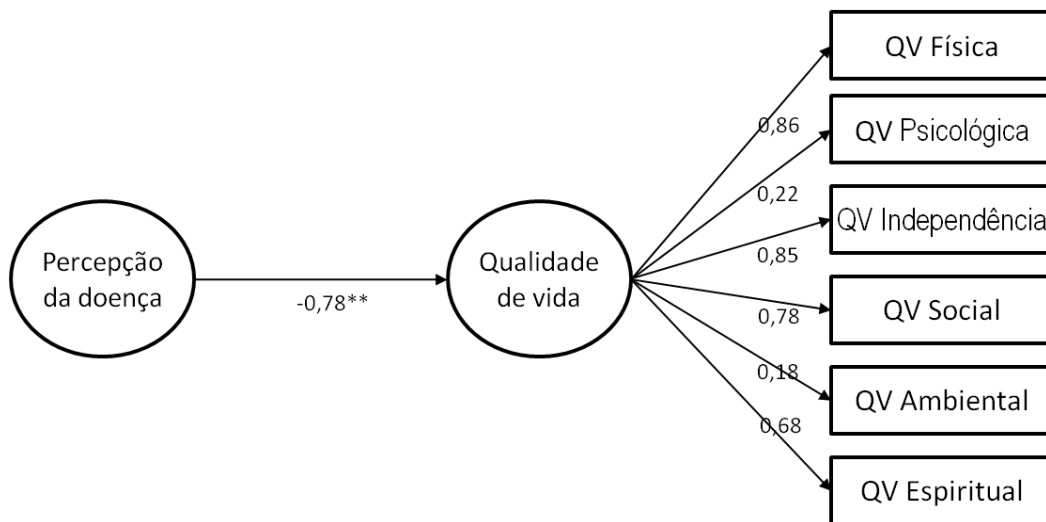 Percepção
da doença
-0,78**
Qualidade
de vida
0,86
0,22
0,85
0,78
0,18
0,68
QV Física
QV Psicológica
QV Independência
QV Social
QV Ambiental
QV Espiritual